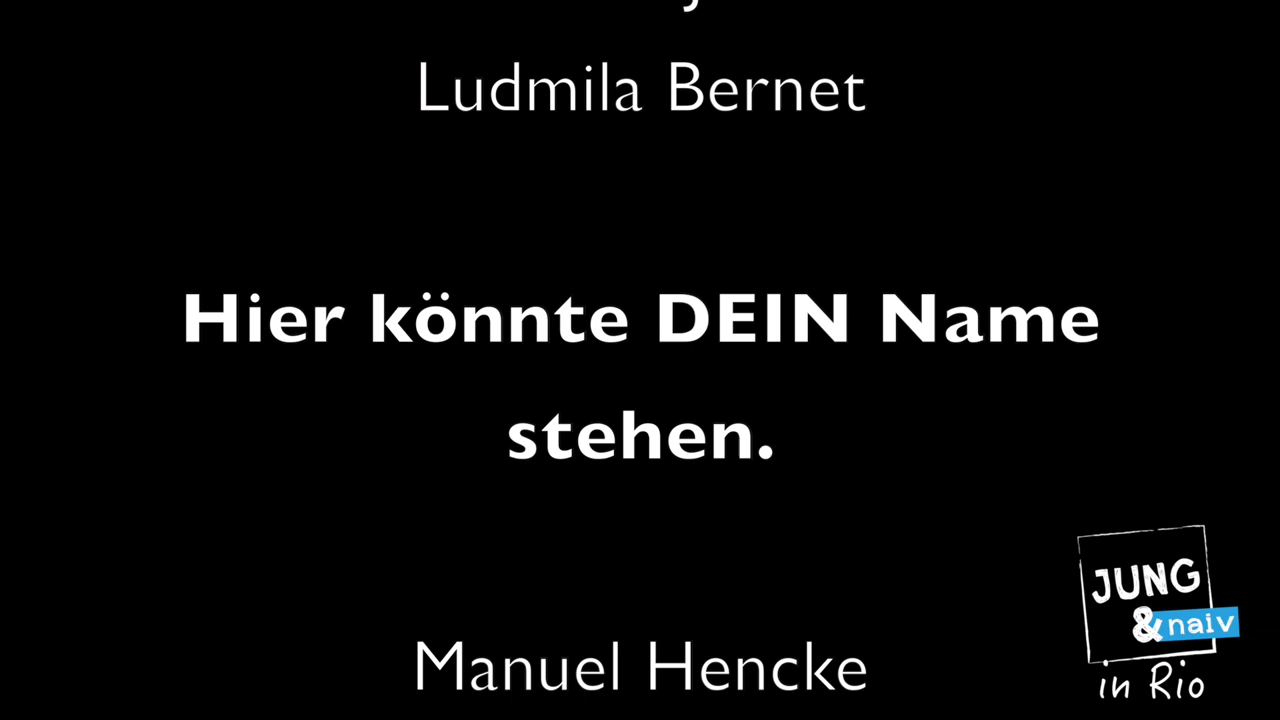 Ludmila Bernet
Hier könnte DEIN Name
stehen.
Manuel Hencke
JUNG
& naiv
in Rio